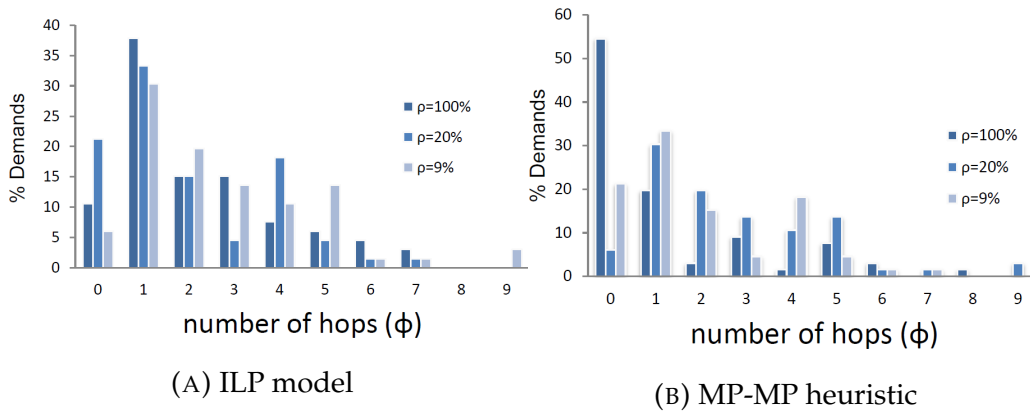 % Demands
40
35
30
25
20
15
10
5
0
ρ=100%
ρ=20%
ρ=9%
0 1 2 3 4 5 6 7 8 9
number of hops (ϕ)
(A) ILP model
% Demands
60
50
40
30
20
10
0
ρ=100%
ρ=20%
ρ=9%
0 1 2 3 4 5 6 7 8 9
number of hops (ϕ)
(B) MP-MP heuristic